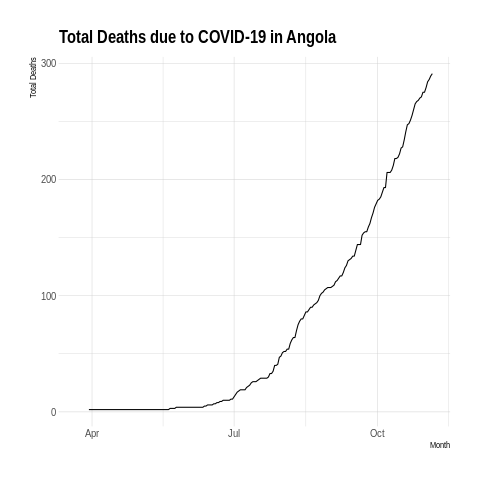 Total Deaths due to COVID-19 in Angola
Total Deaths
300
200
100
0
Apr
Jul
Oct
Month